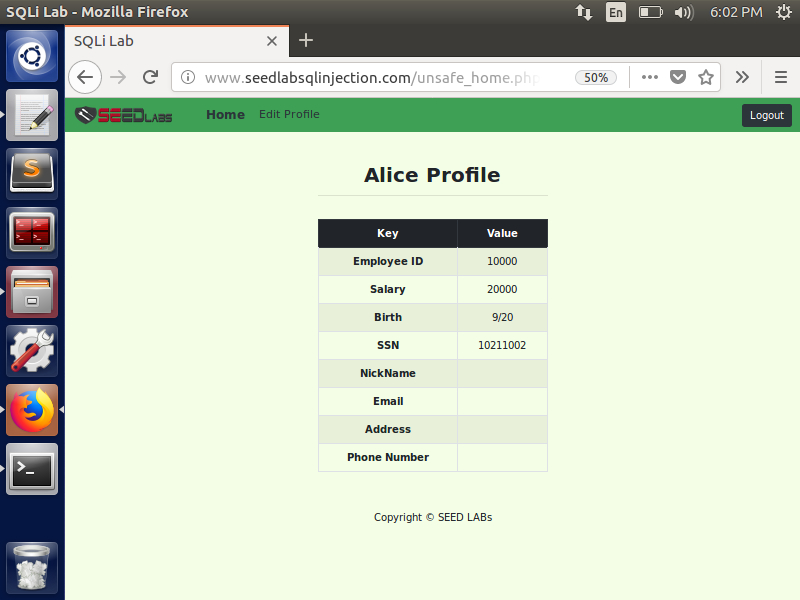 SQLi Lab - Mozilla Firefox
En
6:02 PM
SQLi Lab
www.seedlabsqlinjection.com/unsafe_home.php
50%
SEEDLABS
Home
Edit Profile
Logout
Alice Profile
Key Value
Employee ID 10000
Salary 20000
Birth 9/20
SSN 10211002
NickName
Email
Address
Phone Number
Copyright © SEED LABs